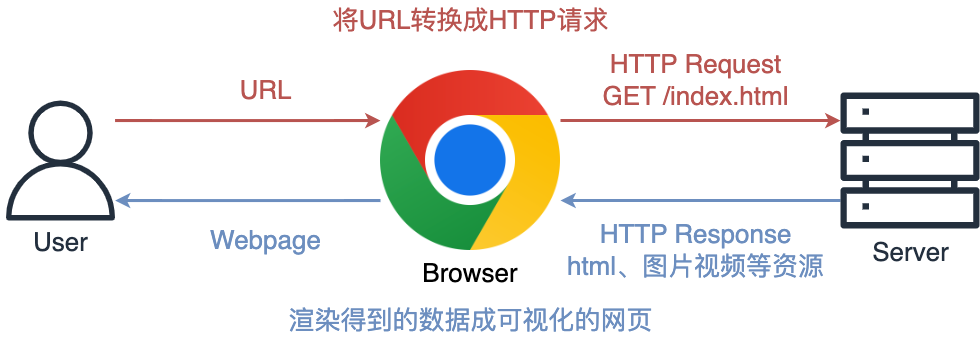 将URL转换成HTTP请求
URL
HTTP Request
GET /index.html
User
Webpage
Browser
HTTP Response
html、图片视频等资源
Server
渲染得到的数据成可视化的网页